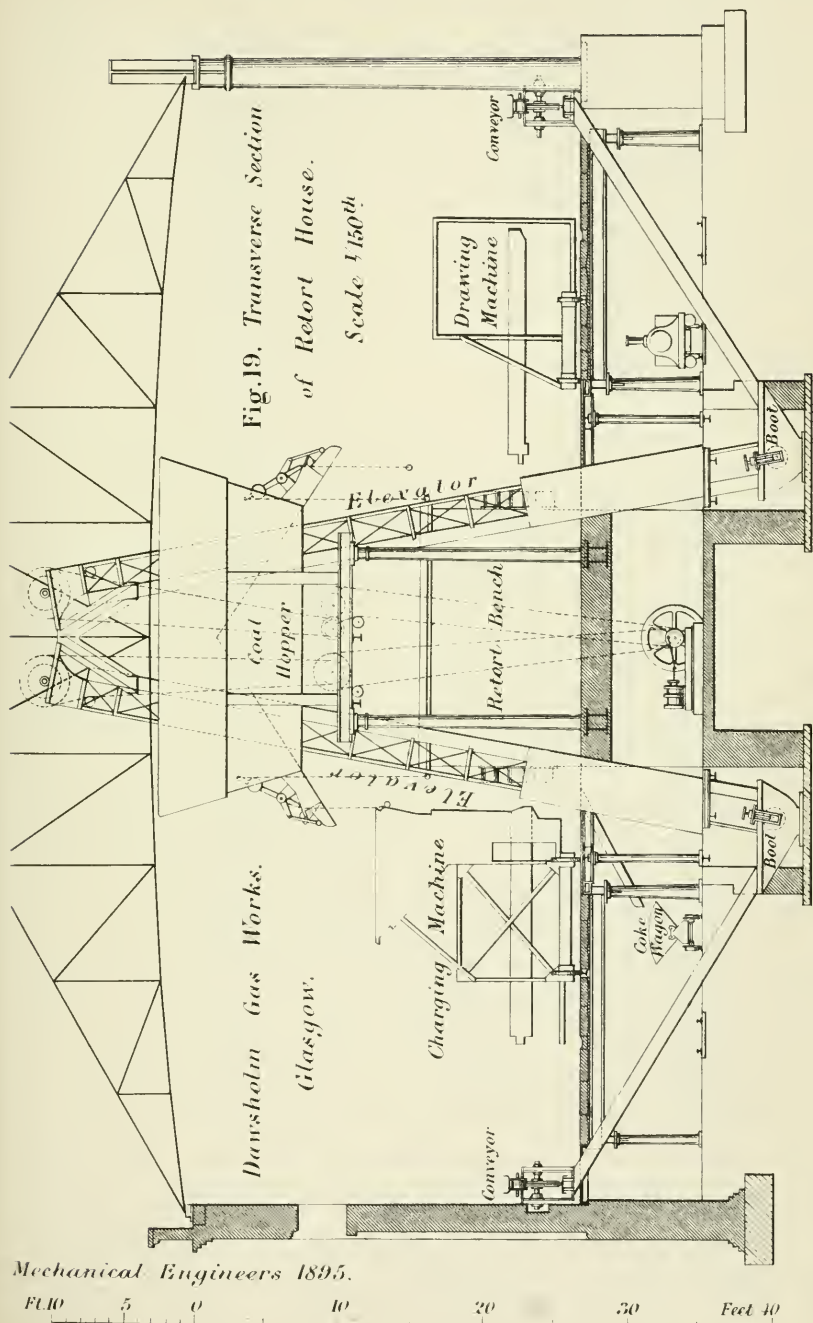 Dawsholm Gas Works.
Glasgow.
Fig. 19. Transverse Section
of Retort House.
Scale 1/150th
Coal
Hopper
Elevator
Elevator
Retort Bench
Charging Machine
Drawing
Machine
Conveyor
Conveyor
Coke
Wagon
Boot
Boot
Mechanical Engineers 1895.
Ft.10 5 0 10 20 30 Feet 40